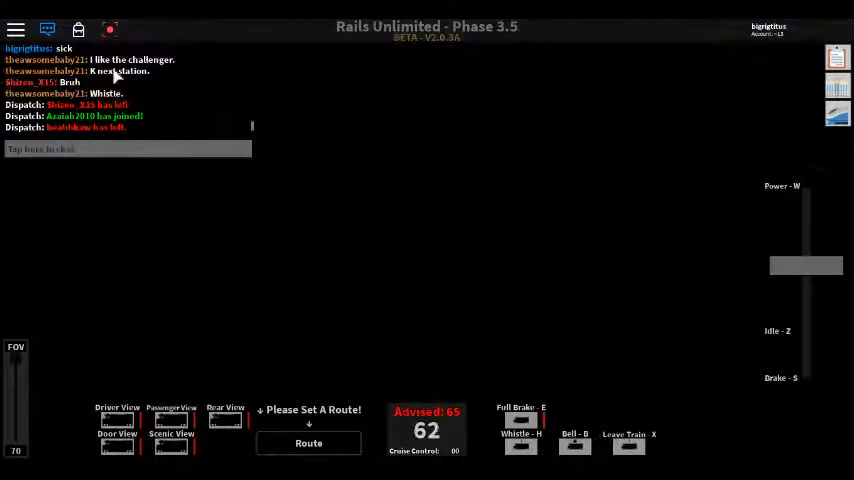 Rails Unlimited - Phase 3.5
BETA - V2.0.3A
bigrigtitus
Account: -13
bigrigtitus: sick
theawsomebaby21: I like the challenger.
theawsomebaby21: K next station.
Shizen_X15: Bruh
theawsomebaby21: Whistle.
Dispatch: Shizen_X15 has left.
Dispatch: Azaiah2010 has joined!
Dispatch: has left.
Tap here to chat
Power - W
Idle - Z
Brake - S
FOV
70
Driver View
Passenger View
Rear View
Door View
Scenic View
↓ Please Set A Route!
↓
Route
Advised: 65
62
Cruise Control: 00
Full Brake - E
Whistle - H
Bell - B
Leave Train - X